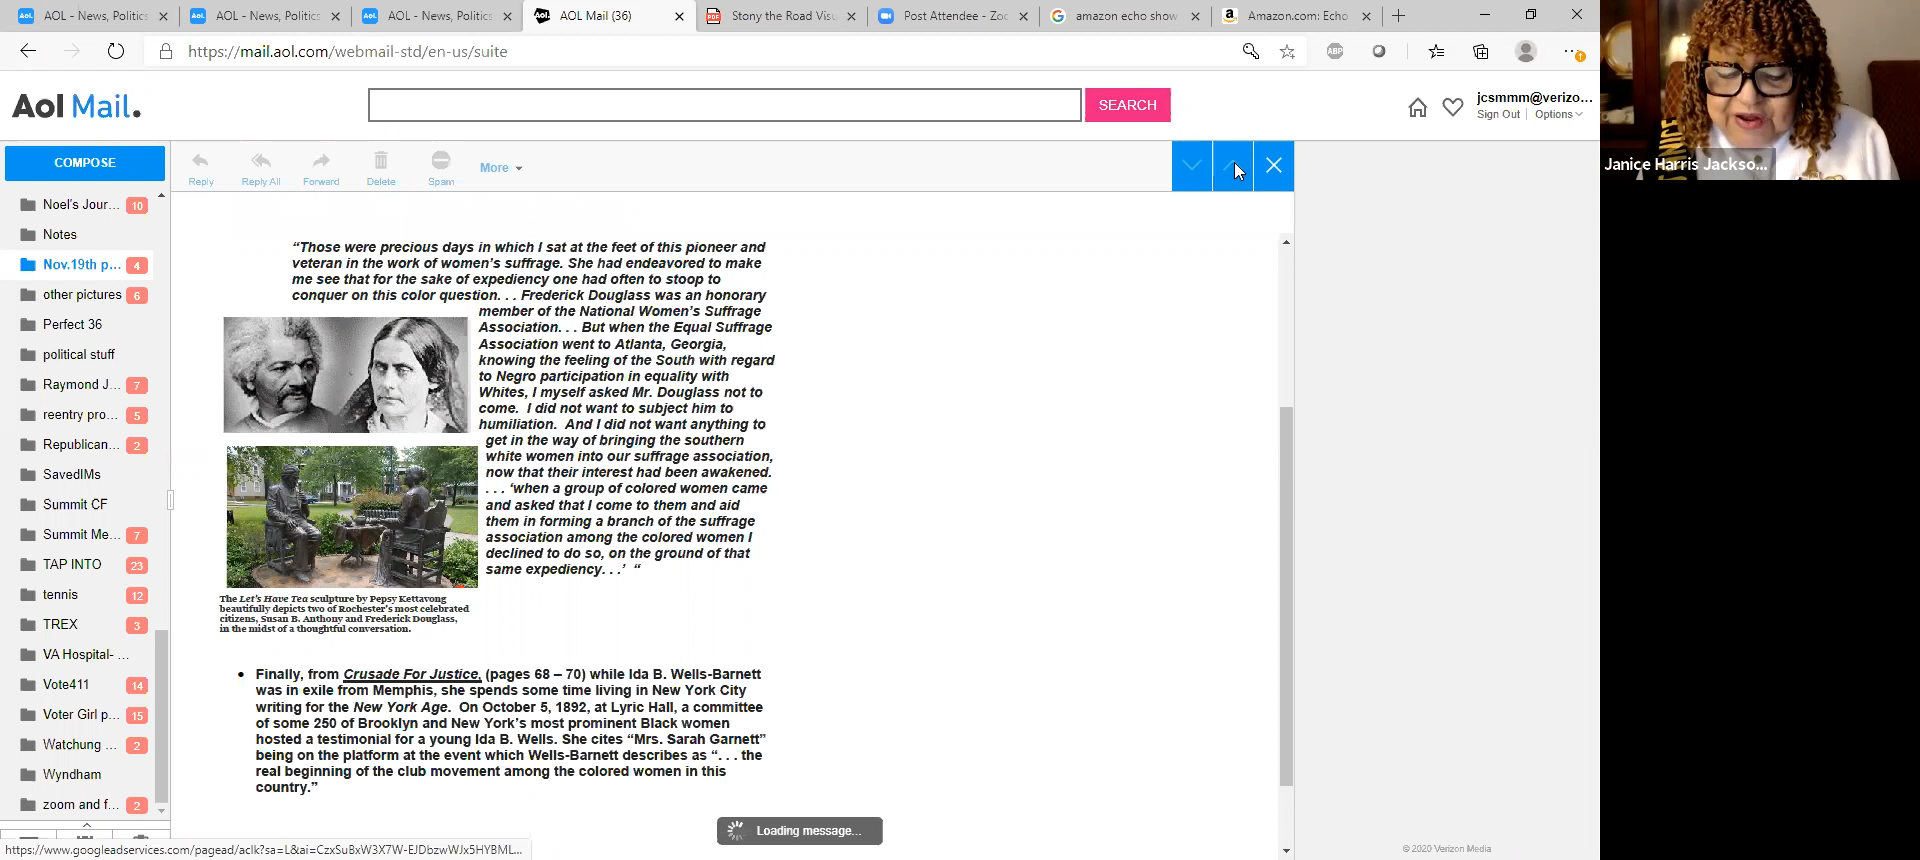 AOL - News, Politics
AOL - News, Politics
AOL - News, Politics
AOL Mail (36)
Stony the Road Visu
Post Attendee - Zoo
amazon echo show
Amazon.com: Echo
https://mail.aol.com/webmail-std/en-us/suite
ABP
Aol Mail.
SEARCH
jcsmmm@verizo...
Sign Out
Options
COMPOSE
Reply
Reply All
Forward
Delete
Spam
More
Noel's Jour... 10
Notes
Nov.19th p... 4
other pictures 6
Perfect 36
political stuff
Raymond J... 7
reentry pro... 5
Republican... 2
SavedIMs
Summit CF
Summit Me... 7
TAP INTO 23
tennis 12
TREX 3
VA Hospital- ...
Vote411 14
Voter Girl p... 15
Watchung ... 2
Wyndham
zoom and f... 2
“Those were precious days in which I sat at the feet of this pioneer and
veteran in the work of women’s suffrage. She had endeavored to make
me see that for the sake of expediency one had often to stoop to
conquer on this color question. . . Frederick Douglass was an honorary
member of the National Women’s Suffrage
Association. . . But when the Equal Suffrage
Association went to Atlanta, Georgia,
knowing the feeling of the South with regard
to Negro participation in equality with
Whites, I myself asked Mr. Douglass not to
come. I did not want to subject him to
humiliation. And I did not want anything to
get in the way of bringing the southern
white women into our suffrage association,
now that their interest had been awakened.
. . . ‘when a group of colored women came
and asked that I come to them and aid
them in forming a branch of the suffrage
association among the colored women I
declined to do so, on the ground of that
same expediency. . .’ “
The Let's Have Tea sculpture by Pepsy Kettavong
beautifully depicts two of Rochester's most celebrated
citizens, Susan B. Anthony and Frederick Douglass,
in the midst of a thoughtful conversation.
• Finally, from Crusade For Justice, (pages 68 – 70) while Ida B. Wells-Barnett
was in exile from Memphis, she spends some time living in New York City
writing for the New York Age. On October 5, 1892, at Lyric Hall, a committee
of some 250 of Brooklyn and New York’s most prominent Black women
hosted a testimonial for a young Ida B. Wells. She cites “Mrs. Sarah Garnett”
being on the platform at the event which Wells-Barnett describes as “. . . the
real beginning of the club movement among the colored women in this
country.”
Loading message...
https://www.googleadservices.com/pagead/aclk?sa=L&ai=CzxSuBxW3X7W-EJDbzwWJx5HYBML...
© 2020 Verizon Media
Janice Harris Jackso...